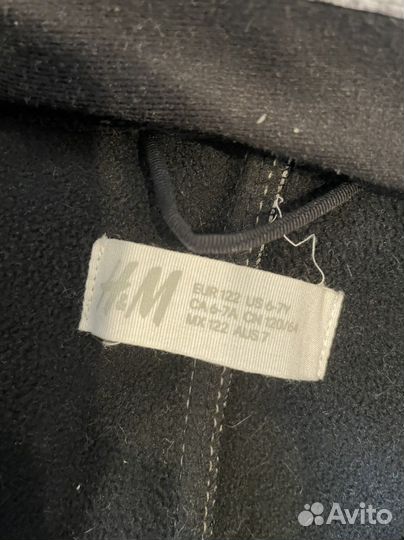 H&M
EUR 122 US 6-7Y
CA 6-7A, CN 120/64
MX 122 AUS 7
Avito